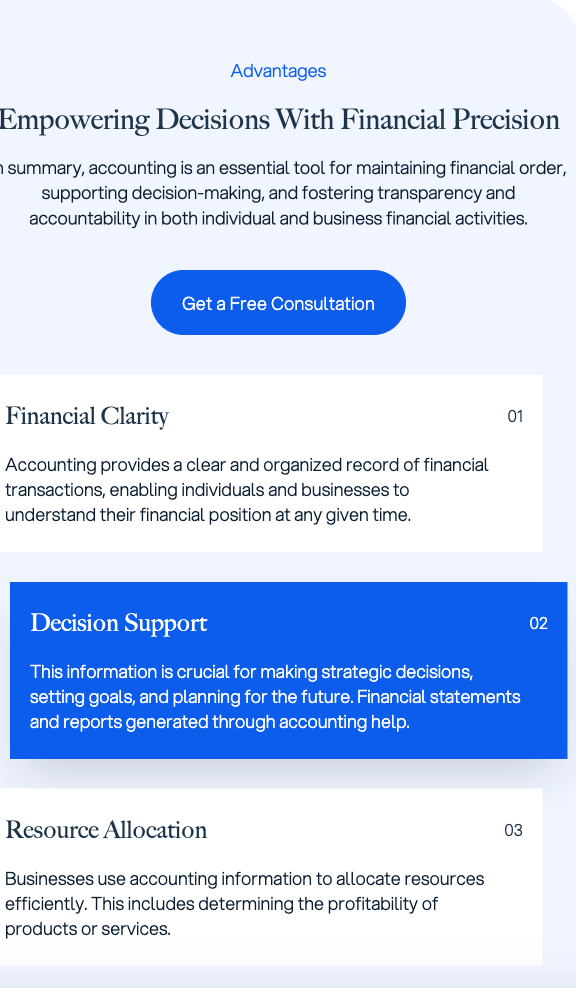 Advantages
Empowering Decisions With Financial Precision
n summary, accounting is an essential tool for maintaining financial order,
supporting decision-making, and fostering transparency and
accountability in both individual and business financial activities.
Get a Free Consultation
Financial Clarity
01
Accounting provides a clear and organized record of financial
transactions, enabling individuals and businesses to
understand their financial position at any given time.
Decision Support
02
This information is crucial for making strategic decisions,
setting goals, and planning for the future. Financial statements
and reports generated through accounting help.
Resource Allocation
03
Businesses use accounting information to allocate resources
efficiently. This includes determining the profitability of
products or services.